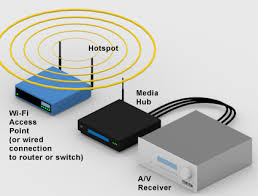 Hotspot
Media
Hub
Wi-Fi
Access
Point
(or wired
connection
to router or switch)
A/V
Receiver